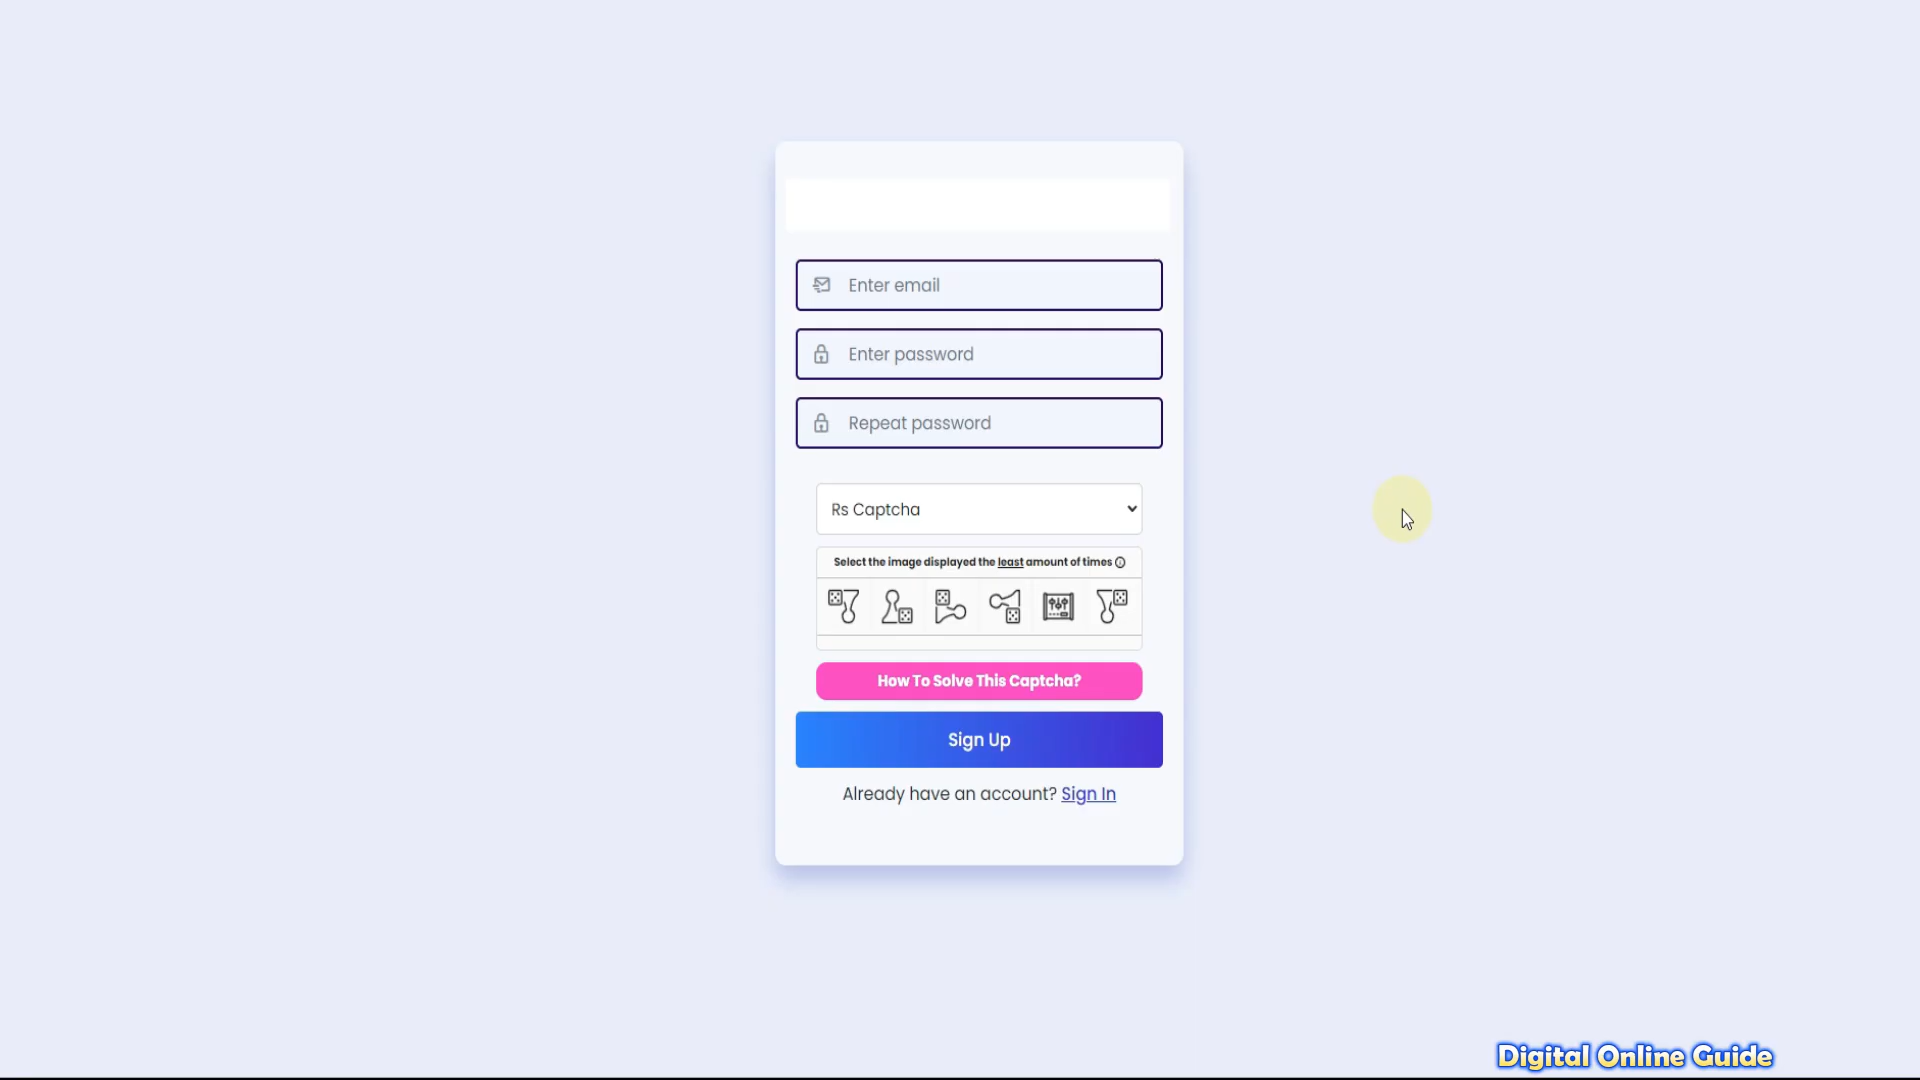 Enter email
Enter password
Repeat password
Rs Captcha
Select the image displayed the least amount of times
How To Solve This Captcha?
Sign Up
Already have an account? Sign In
Digital Online Guide